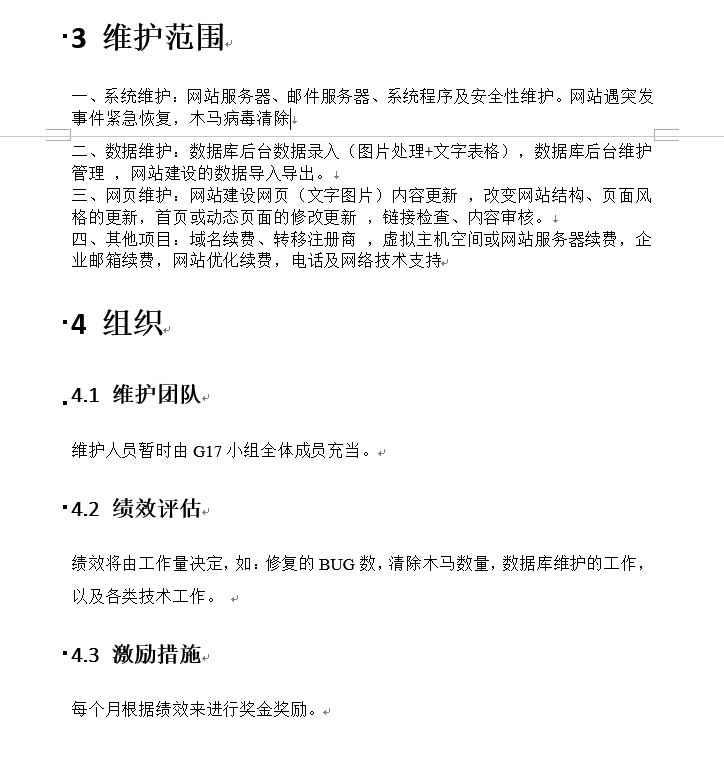 3 维护范围
一、系统维护：网站服务器、邮件服务器、系统程序及安全性维护。网站遇突发
事件紧急恢复，木马病毒清除
二、数据维护：数据库后台数据录入（图片处理+文字表格），数据库后台维护
管理 ，网站建设的数据导入导出。
三、网页维护：网站建设网页（文字图片）内容更新 ，改变网站结构、页面风
格的更新，首页或动态页面的修改更新 ，链接检查、内容审核。
四、其他项目：域名续费、转移注册商 ，虚拟主机空间或网站服务器续费，企
业邮箱续费，网站优化续费，电话及网络技术支持
4 组织
4.1 维护团队
维护人员暂时由 G17 小组全体成员充当。
4.2 绩效评估
绩效将由工作量决定，如：修复的 BUG 数，清除木马数量，数据库维护的工作，
以及各类技术工作。
4.3 激励措施
每个月根据绩效来进行奖金奖励。